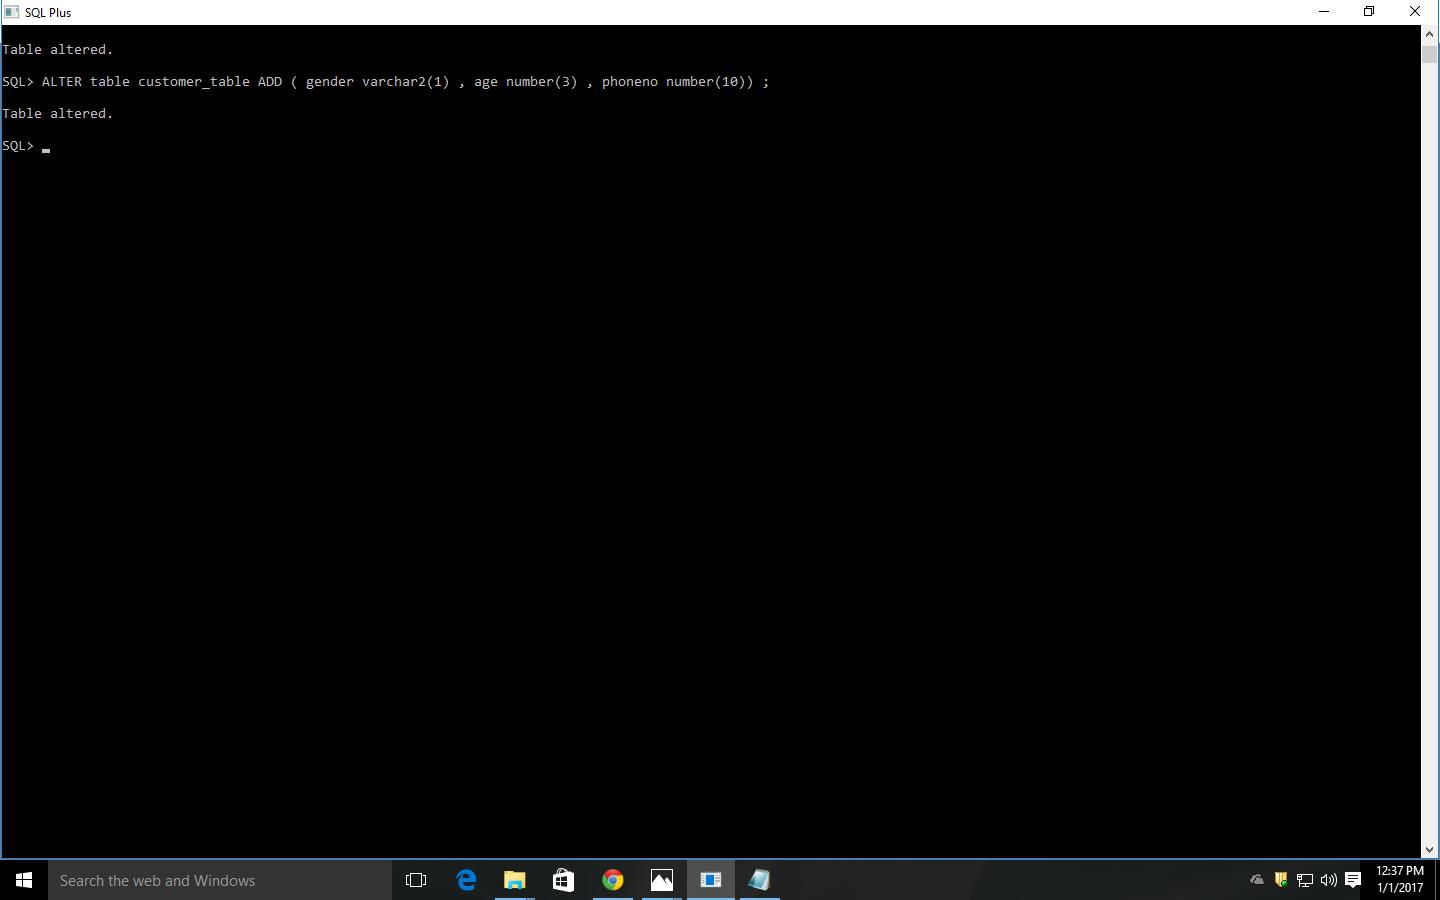 SQL Plus
Table altered.
SQL> ALTER table customer_table ADD ( gender varchar2(1) , age number(3) , phoneno number(10)) ;
Table altered.
SQL>
Search the web and Windows
12:37 PM
1/1/2017